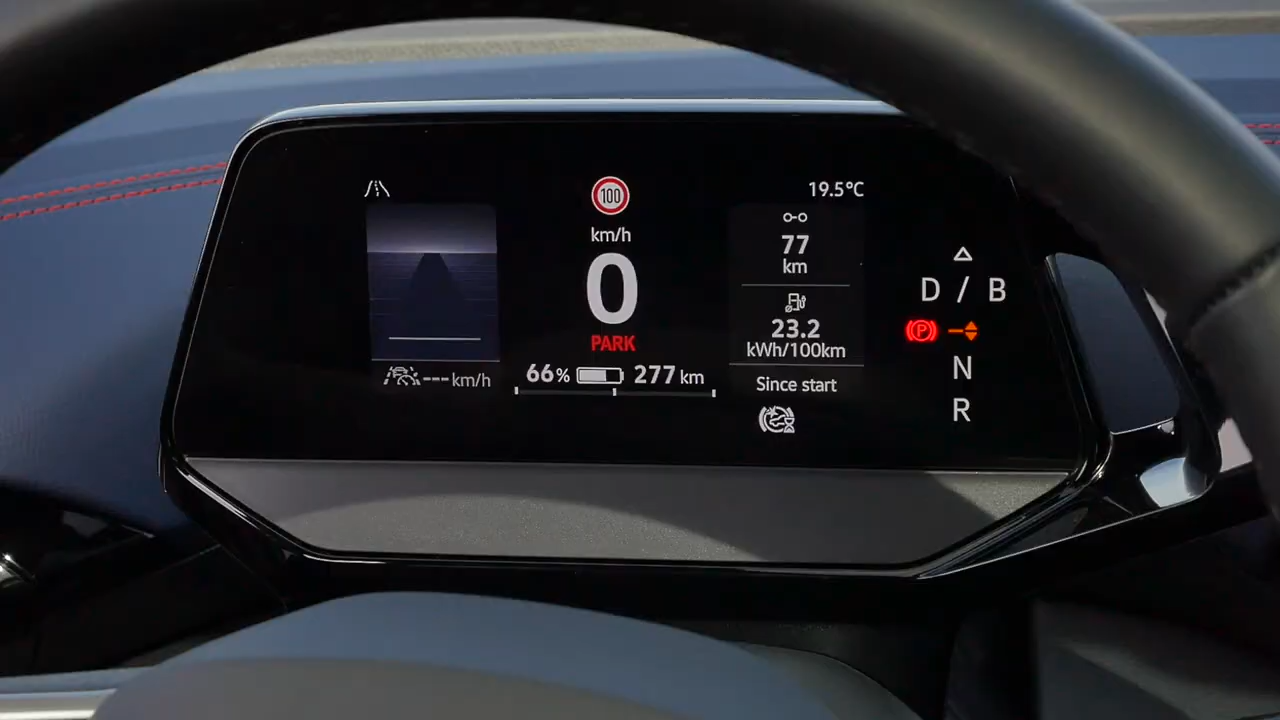 19.5°C
100
km/h
0
PARK
66% 277 km
--- km/h
77
km
23.2
kWh/100km
Since start
D / B
P
N
R